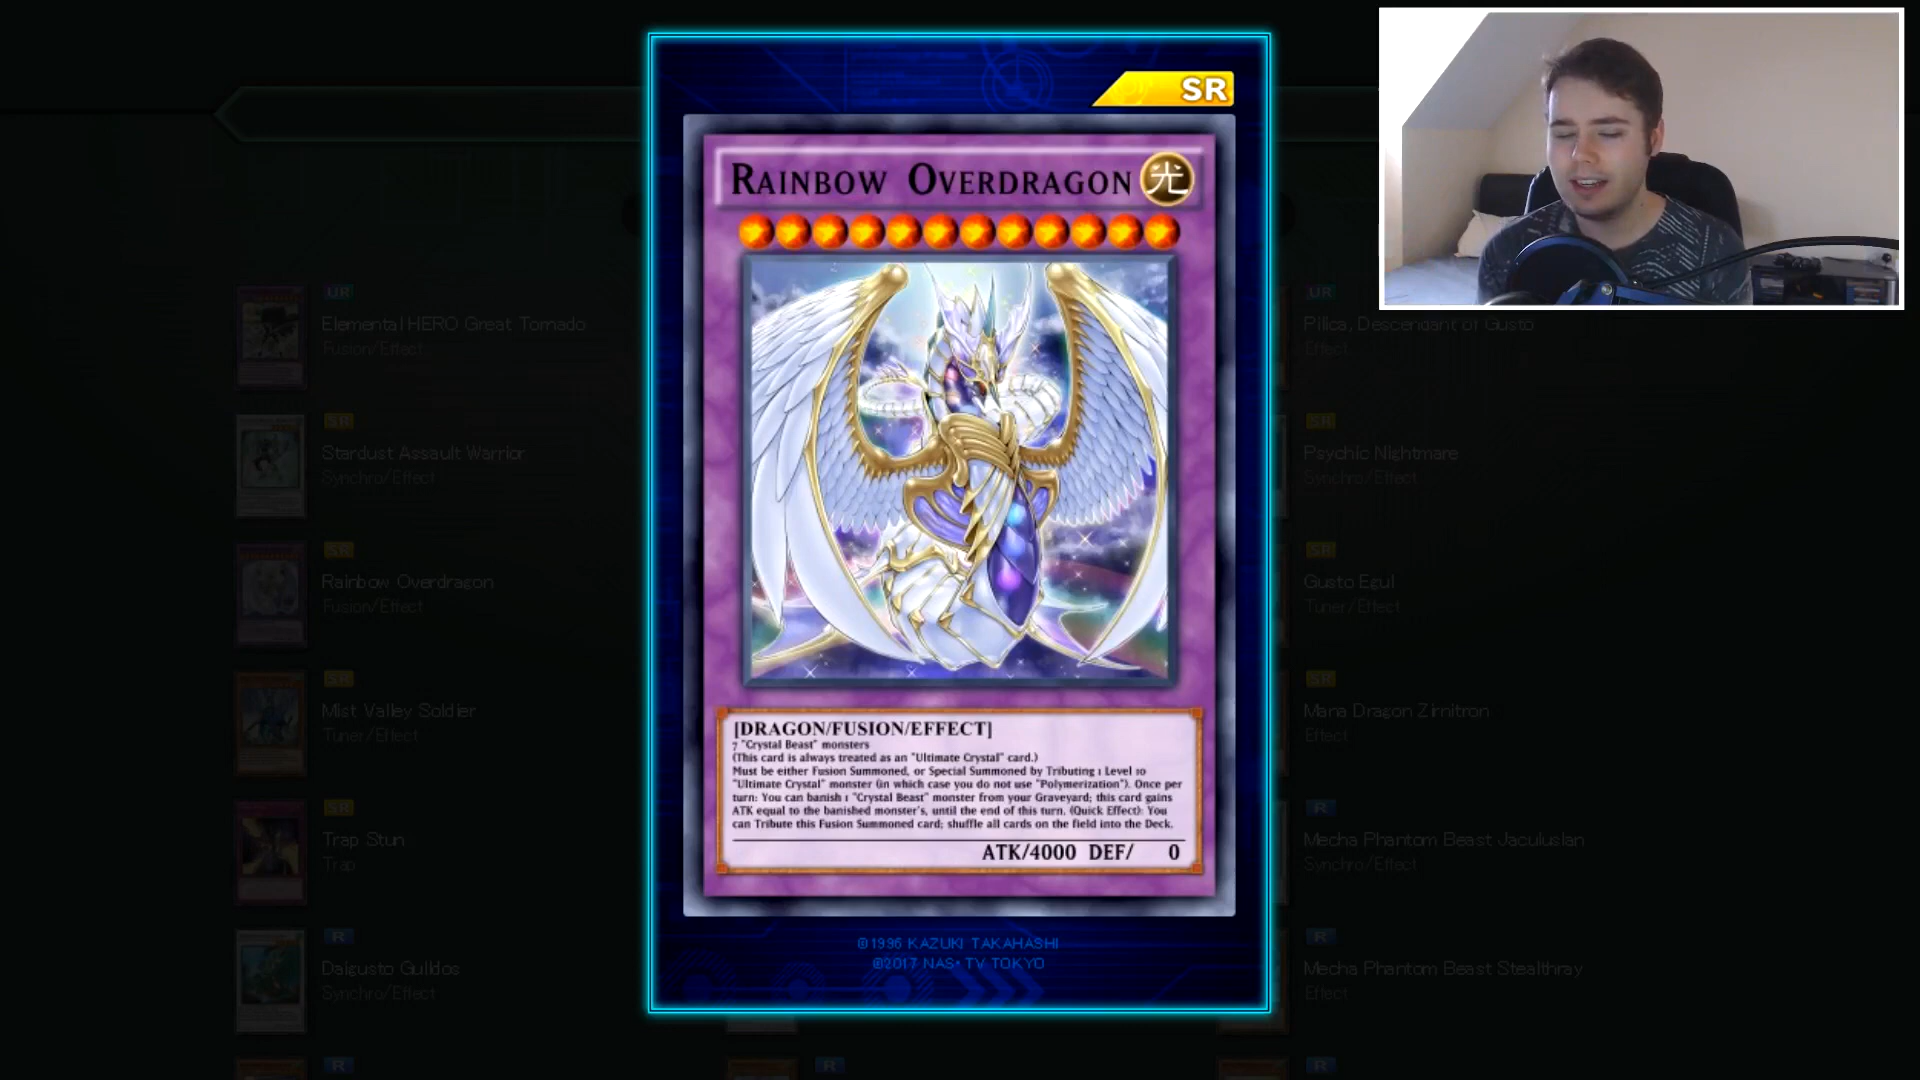 SR
RAINBOW OVERDRAGON 光
[DRAGON/FUSION/EFFECT]
7 "Crystal Beast" monsters
(This card is always treated as an "Ultimate Crystal" card.)
Must be either Fusion Summoned, or Special Summoned by Tributing 1 Level 10
"Ultimate Crystal" monster (in which case you do not use "Polymerization"). Once per
turn: You can banish 1 "Crystal Beast" monster from your Graveyard; this card gains
ATK equal to the banished monster's, until the end of this turn. (Quick Effect): You
can Tribute this Fusion Summoned card; shuffle all cards on the field into the Deck.
ATK/4000 DEF/ 0
©1996 KAZUKI TAKAHASHI
©2017 NAS• TV TOKYO
UR
Elemental HERO Great Tornado
Fusion/Effect
SR
Stardust Assault Warrior
Synchro/Effect
SR
Rainbow Overdragon
Fusion/Effect
SR
Mist Valley Soldier
Tuner/Effect
SR
Trap Stun
Trap
R
Daigusto Gulldos
Synchro/Effect
R
R
UR
Pilica, Descendant of Gusto
Effect
SR
Psychic Nightmare
Synchro/Effect
SR
Gusto Egul
Tuner/Effect
SR
Mana Dragon Zirnitron
Effect
R
Mecha Phantom Beast Jaculuslan
Synchro/Effect
R
Mecha Phantom Beast Stealthray
Effect
R